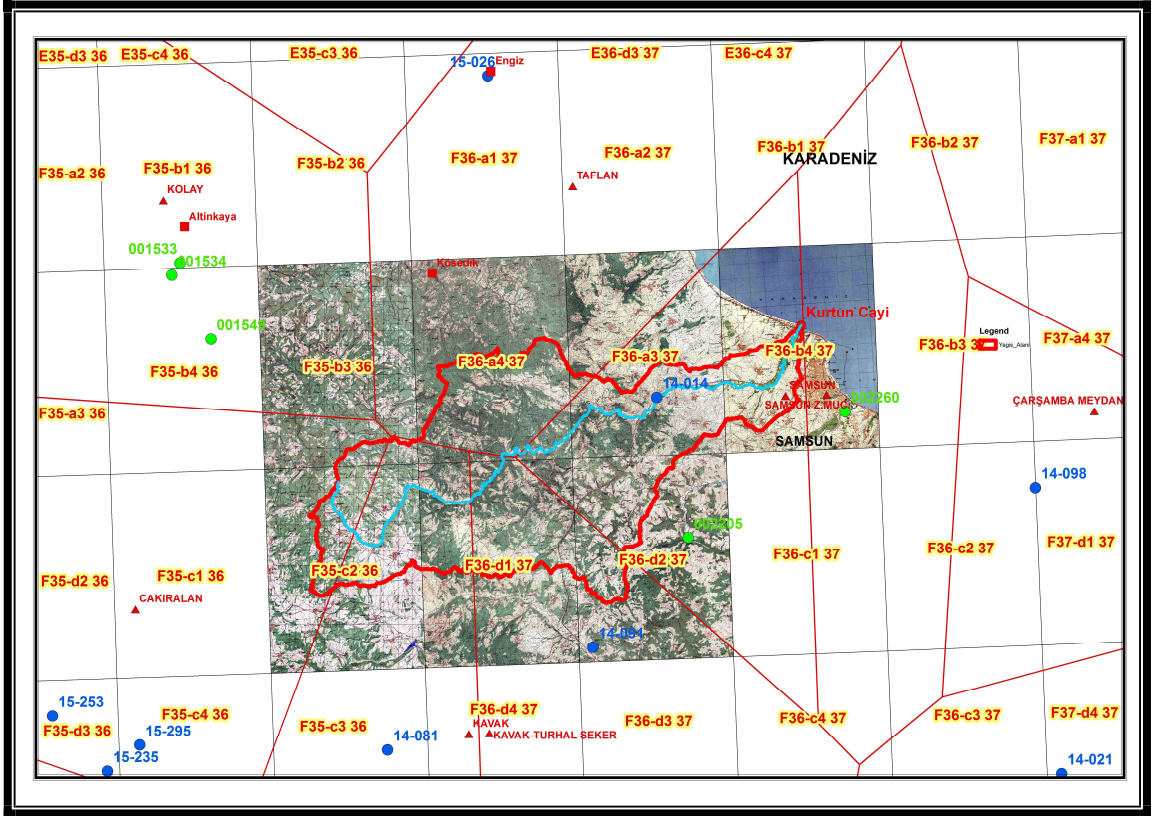 E35-d3 36
E35-c4 36
E35-c3 36
15-026
Engiz
E36-d3 37
E36-c4 37
F35-a2 36
F35-b1 36
F35-b2 36
F36-a1 37
F36-a2 37
F36-b1 37
KARADENİZ
F36-b2 37
F37-a1 37
KOLAY
TAFLAN
Altinkaya
001533
001534
Kösedik
001549
Kurtun Cayi
Legend
Yagis_Alani
F35-b4 36
F35-b3 36
F36-a4 37
F36-a3 37
F36-b4 37
F36-b3 37
F37-a4 37
14-014
SAMSUN
SAMSUN Z.MÜC.
002260
ÇARŞAMBA MEYDAN
F35-a3 36
SAMSUN
14-098
002205
F35-d2 36
F35-c1 36
F35-c2 36
F36-d1 37
F36-d2 37
F36-c1 37
F36-c2 37
F37-d1 37
CAKIRALAN
14-091
15-253
F35-d3 36
F35-c4 36
15-295
15-235
F35-c3 36
14-081
F36-d4 37
KAVAK
KAVAK TURHAL SEKER
F36-d3 37
F36-c4 37
F36-c3 37
F37-d4 37
14-021